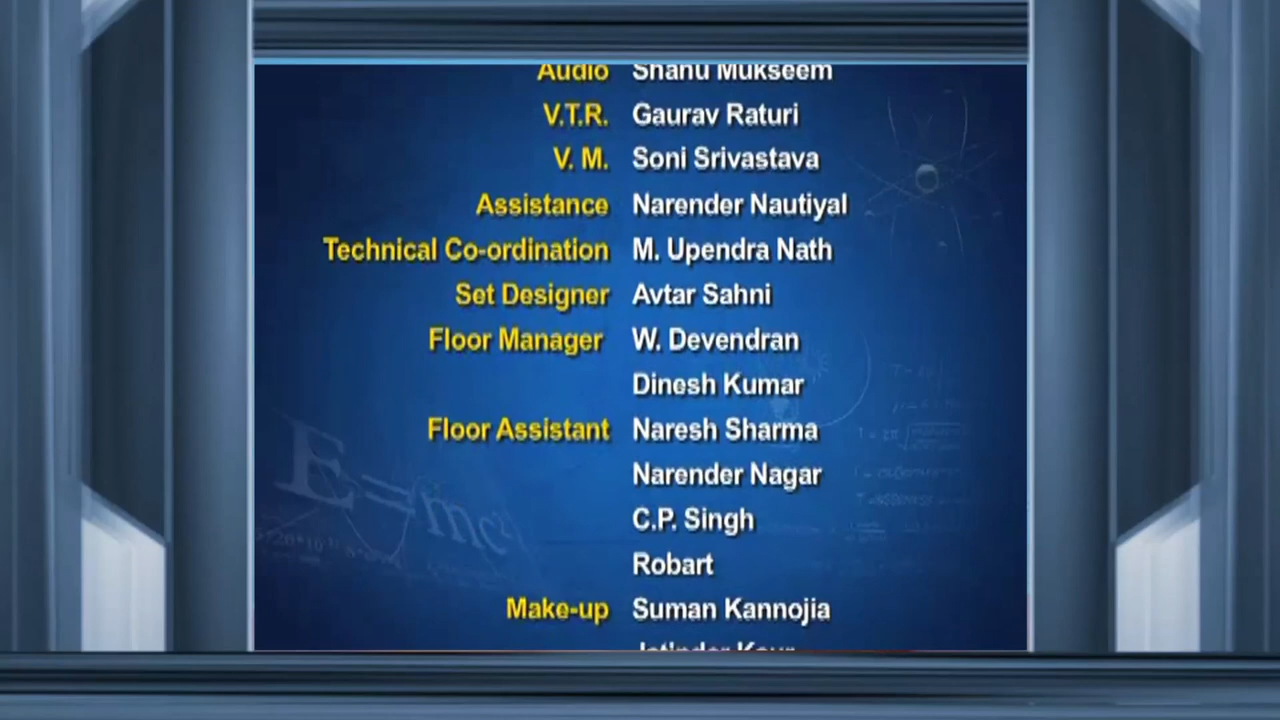 Audio Shanu Mukseem
V.T.R. Gaurav Raturi
V. M. Soni Srivastava
Assistance Narender Nautiyal
Technical Co-ordination M. Upendra Nath
Set Designer Avtar Sahni
Floor Manager W. Devendran
Dinesh Kumar
Floor Assistant Naresh Sharma
Narender Nagar
C.P. Singh
Robart
Make-up Suman Kannojia
E=mc²